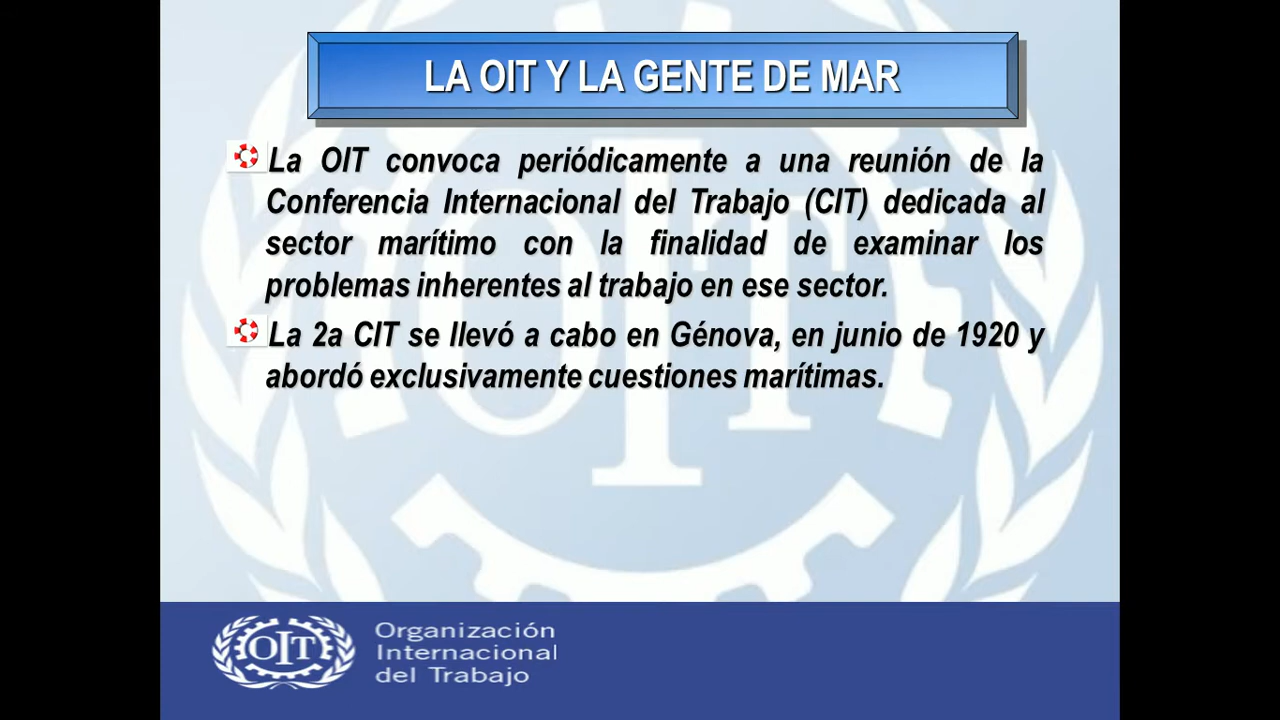 LA OIT Y LA GENTE DE MAR
La OIT convoca periódicamente a una reunión de la
Conferencia Internacional del Trabajo (CIT) dedicada al
sector marítimo con la finalidad de examinar los
problemas inherentes al trabajo en ese sector.
La 2a CIT se llevó a cabo en Génova, en junio de 1920 y
abordó exclusivamente cuestiones marítimas.
OIT
Organización
Internacional
del Trabajo